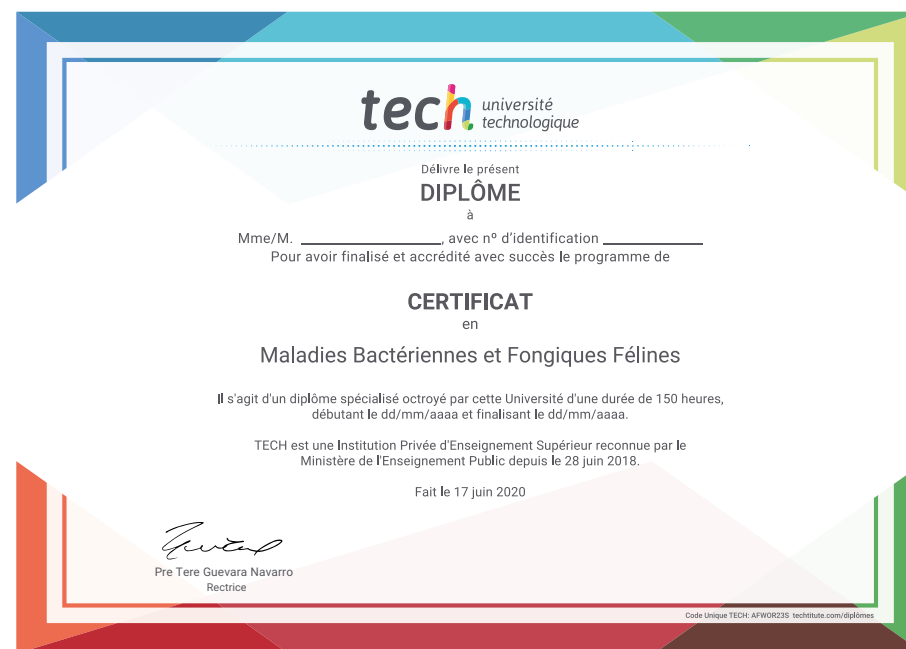 tech université
technologique
Délivre le présent
DIPLÔME
à
Mme/M. ____________________, avec nº d'identification ______________
Pour avoir finalisé et accrédité avec succès le programme de
CERTIFICAT
en
Maladies Bactériennes et Fongiques Félines
Il s'agit d'un diplôme spécialisé octroyé par cette Université d'une durée de 150 heures,
débutant le dd/mm/aaaa et finalisant le dd/mm/aaaa.
TECH est une Institution Privée d'Enseignement Supérieur reconnue par le
Ministère de l'Enseignement Public depuis le 28 juin 2018.
Fait le 17 juin 2020
Pre Tere Guevara Navarro
Rectrice
Code Unique TECH: AFWOR23S techtitute.com/diplômes